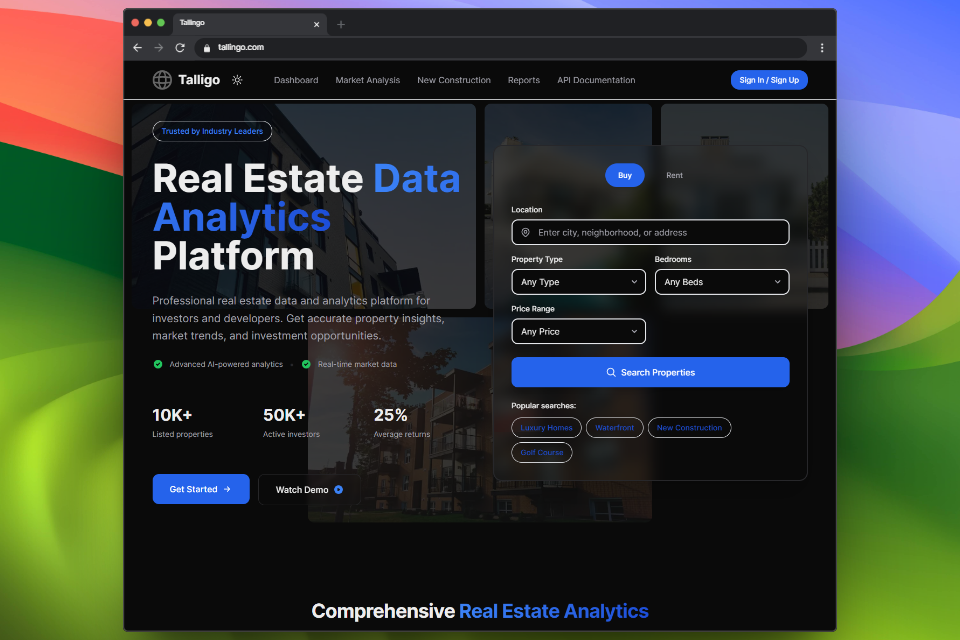 Tallingo
tallingo.com
Talligo
Dashboard
Market Analysis
New Construction
Reports
API Documentation
Sign In / Sign Up
Trusted by Industry Leaders
Real Estate Data
Analytics
Platform
Professional real estate data and analytics platform for
investors and developers. Get accurate property insights,
market trends, and investment opportunities.
Advanced AI-powered analytics
Real-time market data
10K+
50K+
25%
Listed properties
Active investors
Average returns
Get Started
Watch Demo
Buy
Rent
Location
Enter city, neighborhood, or address
Property Type
Bedrooms
Any Type
Any Beds
Price Range
Any Price
Search Properties
Popular searches:
Luxury Homes
Waterfront
New Construction
Golf Course
Comprehensive Real Estate Analytics